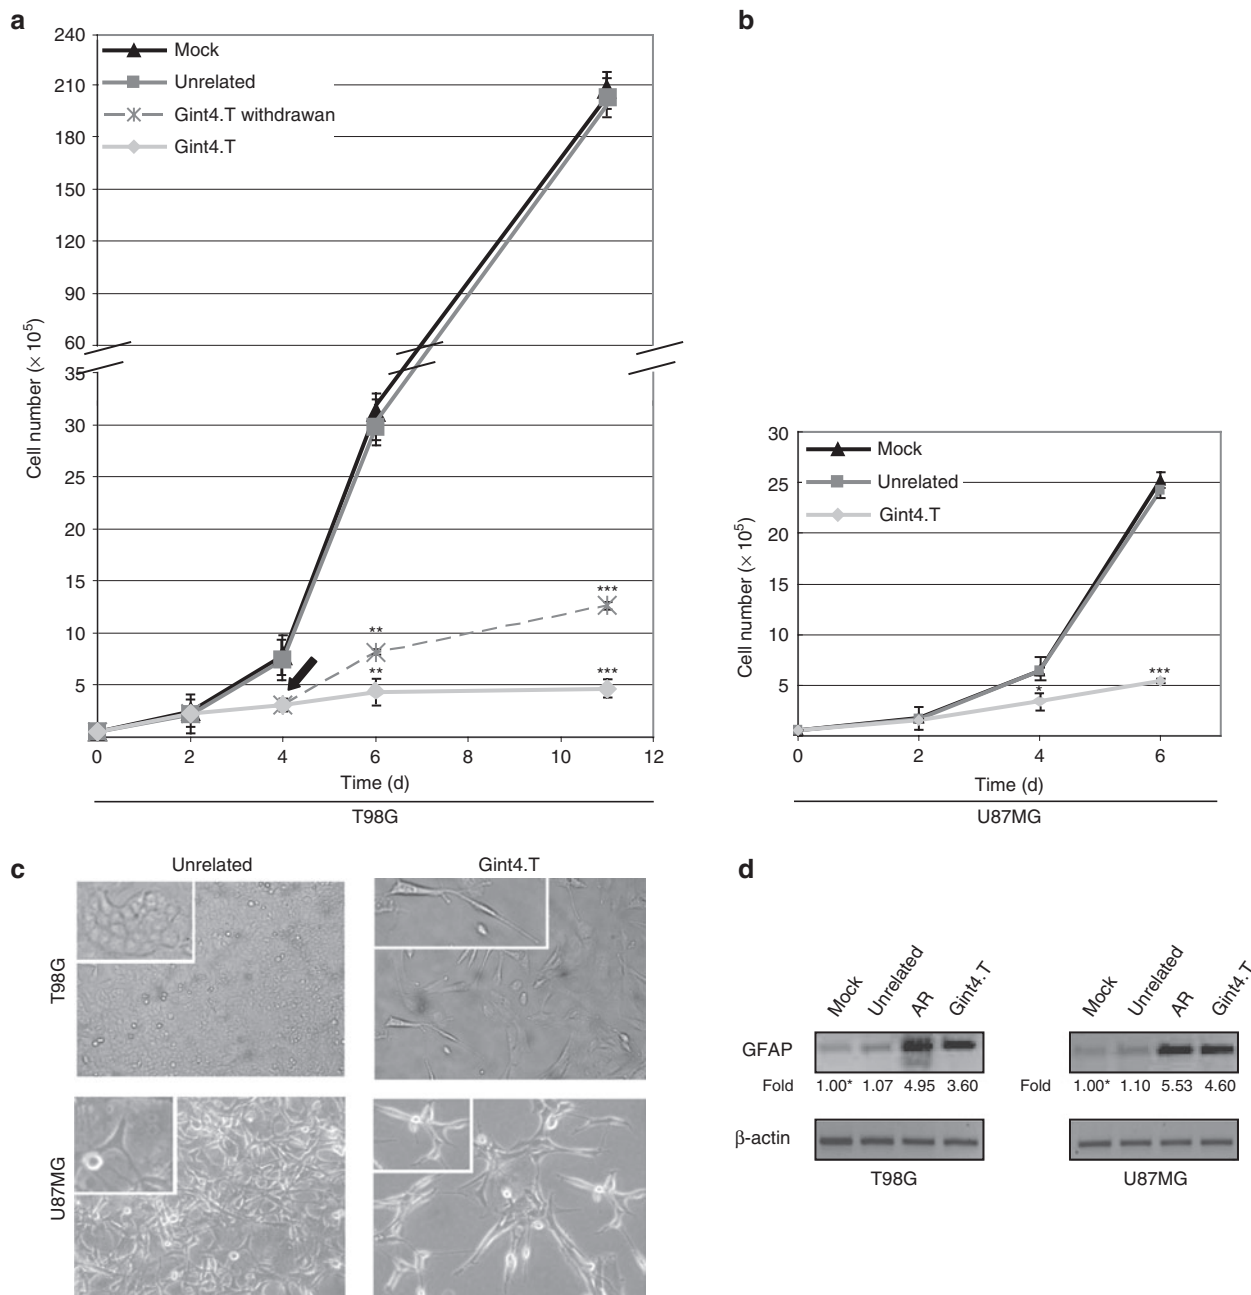 a
240
210
180
150
120
90
60
35
30
25
20
15
10
5
Cell number (× 10⁵)
Mock
Unrelated
Gint4.T withdrawan
Gint4.T
**
**
***
***
0 2 4 6 8 10 12
Time (d)
T98G
b
30
25
20
15
10
5
Cell number (× 10⁵)
Mock
Unrelated
Gint4.T
*
***
0 2 4 6
Time (d)
U87MG
c
Unrelated Gint4.T
T98G
U87MG
d
Mock Unrelated AR Gint4.T
GFAP
Fold 1.00* 1.07 4.95 3.60
β-actin
T98G
Mock Unrelated AR Gint4.T
Fold 1.00* 1.10 5.53 4.60
U87MG